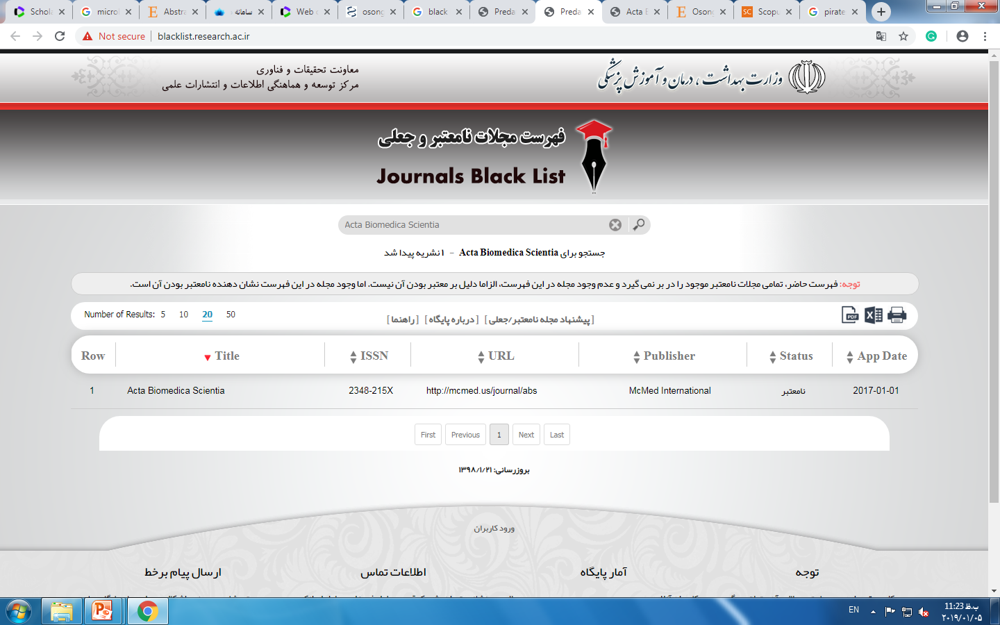 Schola
microl
Abstra
سامانه
Web o
osong
black
Preda
Preda
Acta B
Osong
Scopu
pirate
Not secure
blacklist.research.ac.ir
معاونت تحقیقات و فناوری
مرکز توسعه و هماهنگی اطلاعات و انتشارات علمی
وزارت بهداشت ، درمان و آموزش پزشکی
فهرست مجلات نامعتبر و جعلی
Journals Black List
Acta Biomedica Scientia
جستجو برای Acta Biomedica Scientia - ۱ نشریه پیدا شد
توجه: فهرست حاضر، تمامی مجلات نامعتبر موجود را در بر نمی گیرد و عدم وجود مجله در این فهرست، الزاما دلیل بر معتبر بودن آن نیست. اما وجود مجله در این فهرست نشان دهنده نامعتبر بودن آن است.
Number of Results: 5 10 20 50
[پیشنهاد مجله نامعتبر/جعلی] [درباره پایگاه] [راهنما]
PDF
Row Title ISSN URL Publisher Status App Date
1 Acta Biomedica Scientia 2348-215X http://mcmed.us/journal/abs McMed International نامعتبر 2017-01-01
First Previous 1 Next Last
بروزرسانی: ۱۳۹۸/۱/۲۱
ورود کاربران
توجه
آمار پایگاه
اطلاعات تماس
ارسال پیام برخط
EN
11:23 ب.ظ
۲۰۱۹/۰۱/۰۵